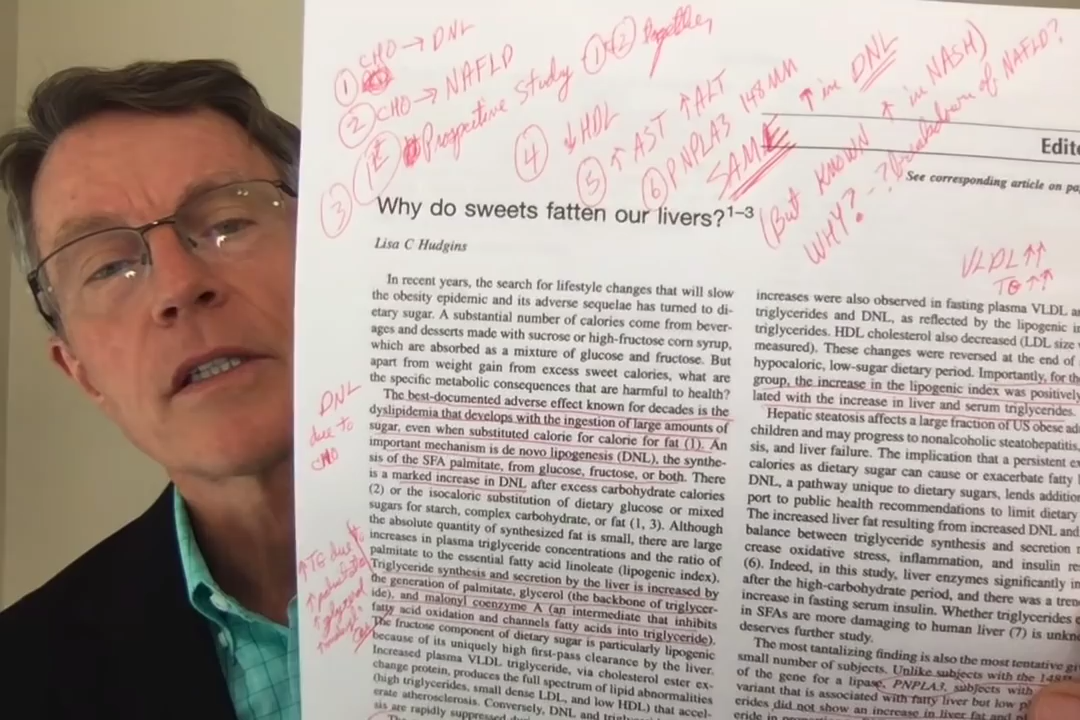 ① CHO → DNL
② CHO → NAFLD
③ Prospective Study ① + ② Together
④ ↓ HDL
⑤ ↑ AST ↑ ALT
⑥ PNPLA3 148
SAME
↑ in DNL
(But KNOWN ↑ in NASH)
WHY? - ? of NAFLD?
Edit
See corresponding article on pa
Why do sweets fatten our livers?1–3
Lisa C Hudgins
In recent years, the search for lifestyle changes that will slow
the obesity epidemic and its adverse sequelae has turned to di-
etary sugar. A substantial number of calories come from bever-
ages and desserts made with sucrose or high-fructose corn syrup,
which are absorbed as a mixture of glucose and fructose. But
apart from weight gain from excess sweet calories, what are
the specific metabolic consequences that are harmful to health?
The best-documented adverse effect known for decades is the
dyslipidemia that develops with the ingestion of large amounts of
sugar, even when substituted calorie for calorie for fat (1). An
important mechanism is de novo lipogenesis (DNL), the synthe-
sis of the SFA palmitate, from glucose, fructose, or both. There
is a marked increase in DNL after excess carbohydrate calories
(2) or the isocaloric substitution of dietary glucose or mixed
sugars for starch, complex carbohydrate, or fat (1, 3). Although
the absolute quantity of synthesized fat is small, there are large
increases in plasma triglyceride concentrations and the ratio of
palmitate to the essential fatty acid linoleate (lipogenic index).
Triglyceride synthesis and secretion by the liver is increased by
the generation of palmitate, glycerol (the backbone of triglycer-
ide), and malonyl coenzyme A (an intermediate that inhibits
fatty acid oxidation and channels fatty acids into triglyceride).
The fructose component of dietary sugar is particularly lipogenic
because of its uniquely high first-pass clearance by the liver.
Increased plasma VLDL triglyceride, via cholesterol ester ex-
change protein, produces the full spectrum of lipid abnormalities
(high triglycerides, small dense LDL, and low HDL) that accel-
erate atherosclerosis. Conversely, DNL and
sis are rapidly suppressed
DNL
due to
CHO
↑ TG due to
↑ palmitate
↑ glycerol
VLDL ↑↑
TG ↑↑
increases were also observed in fasting plasma VLDL a
triglycerides and DNL, as reflected by the lipogenic i
triglycerides. HDL cholesterol also decreased (LDL size
measured). These changes were reversed at the end of
hypocaloric, low-sugar dietary period. Importantly, for th
group, the increase in the lipogenic index was positively
lated with the increase in liver and serum triglycerides.
Hepatic steatosis affects a large fraction of US obese ad
children and may progress to nonalcoholic steatohepatitis,
sis, and liver failure. The implication that a persistent ex
calories as dietary sugar can cause or exacerbate fatty
DNL, a pathway unique to dietary sugars, lends addition
port to public health recommendations to limit dietary
The increased liver fat resulting from increased DNL and
balance between triglyceride synthesis and secretion
crease oxidative stress, inflammation, and insulin re
(6). Indeed, in this study, liver enzymes significantly in
after the high-carbohydrate period, and there was a tren
increase in fasting serum insulin. Whether triglycerides
in SFAs are more damaging to human liver (7) is unkno
deserves further study.
The most tantalizing finding is also the most tentative gi
small number of subjects. Unlike subjects with the 148
of the gene for a lipase, PNPLA3, subjects with
variant that is associated with fatty liver but low p
erides did not show an increase in liver fat